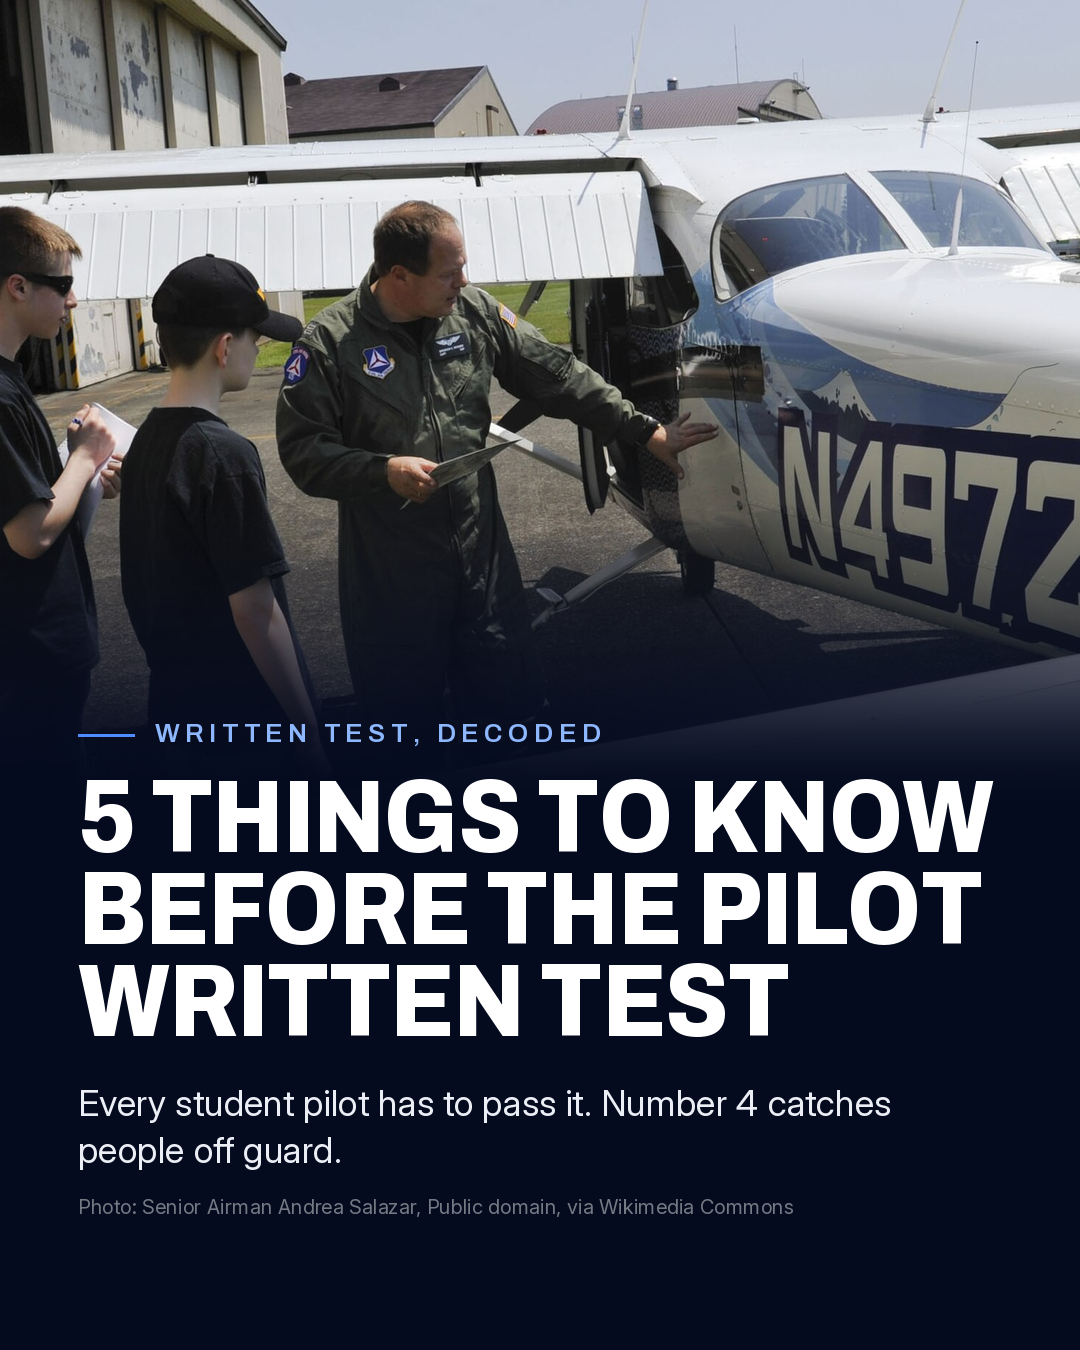 N4972
WRITTEN TEST, DECODED
5 THINGS TO KNOW
BEFORE THE PILOT
WRITTEN TEST
Every student pilot has to pass it. Number 4 catches
people off guard.
Photo: Senior Airman Andrea Salazar, Public domain, via Wikimedia Commons